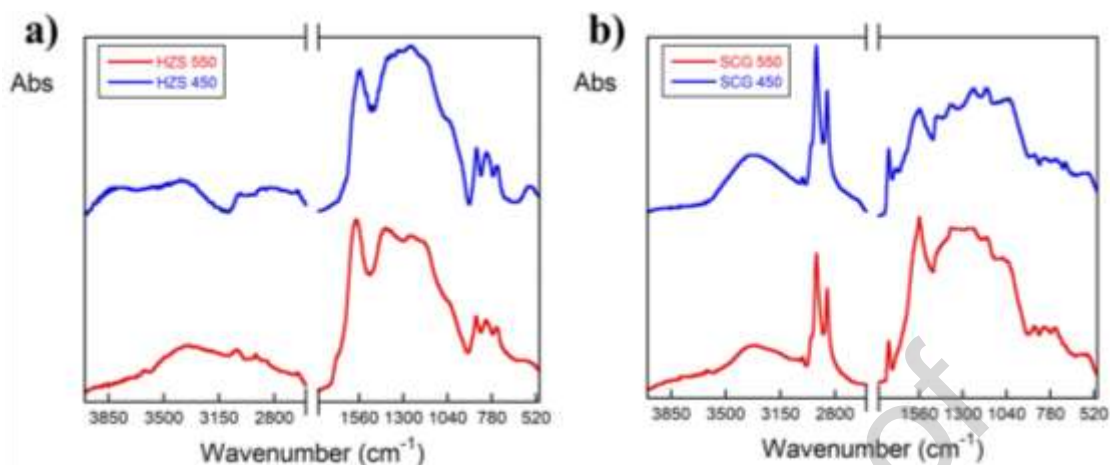 a)
Abs
HZS 550
HZS 450
3850 3500 3150 2800 1560 1300 1040 780 520
Wavenumber (cm-1)
b)
Abs
SCG 550
SCG 450
3850 3500 3150 2800 1560 1300 1040 780 520
Wavenumber (cm-1)
of